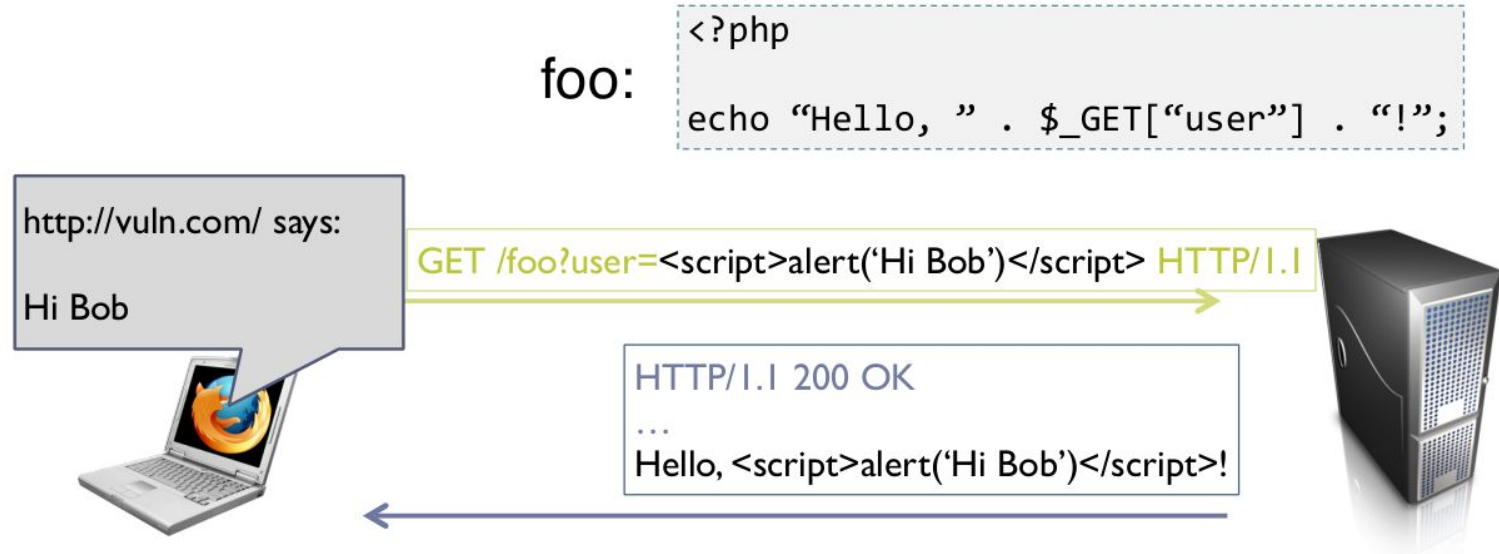 foo:
<?php
echo “Hello, ” . $_GET[“user”] . “!”;
http://vuln.com/ says:
Hi Bob
GET /foo?user=<script>alert(‘Hi Bob’)</script> HTTP/1.1
HTTP/1.1 200 OK
…
Hello, <script>alert(‘Hi Bob’)</script>!